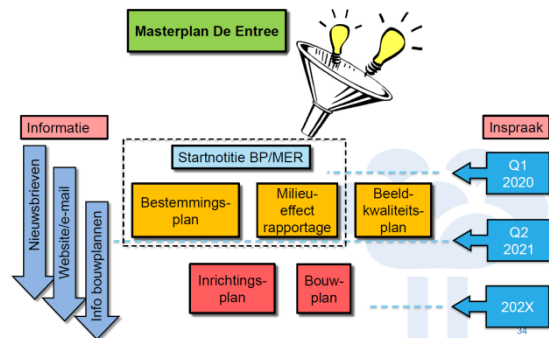 Masterplan De Entree
Informatie
Inspraak
Startnotitie BP/MER
Q1
2020
Nieuwsbrieven
Website/e-mail
Info bouwplannen
Bestemmings-
plan
Milieu-
effect
rapportage
Beeld-
kwaliteits-
plan
Q2
2021
Inrichtings-
plan
Bouw-
plan
202X
34